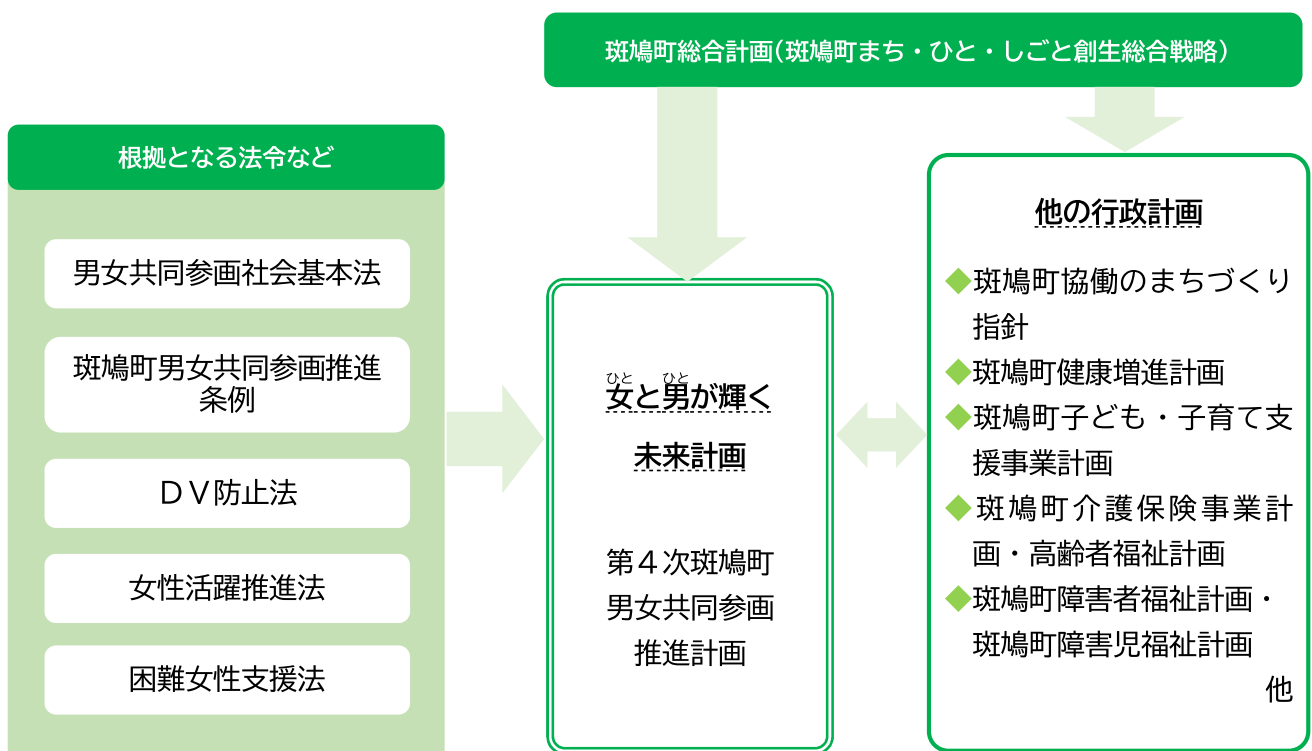 斑鳩町総合計画(斑鳩町まち・ひと・しごと創生総合戦略)
根拠となる法令など
男女共同参画社会基本法
斑鳩町男女共同参画推進
条例
ＤＶ防止法
女性活躍推進法
困難女性支援法
ひと ひと
女と男が輝く
未来計画
第４次斑鳩町
男女共同参画
推進計画
他の行政計画
◆斑鳩町協働のまちづくり
指針
◆斑鳩町健康増進計画
◆斑鳩町子ども・子育て支
援事業計画
◆斑鳩町介護保険事業計
画・高齢者福祉計画
◆斑鳩町障害者福祉計画・
斑鳩町障害児福祉計画
他